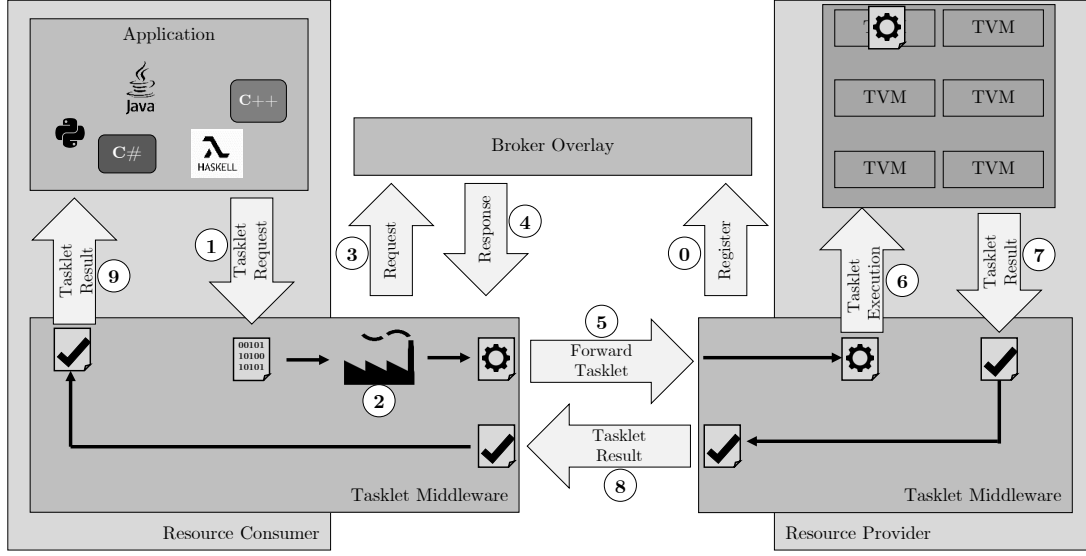 Application
Java
C++
C#
HASKELL
Broker Overlay
TVM
TVM
TVM
TVM
TVM
9
Tasklet
Result
1
Tasklet
Request
3
Request
4
Response
0
Register
6
Tasklet
Execution
7
Tasklet
Result
00101
10100
10101
2
5
Forward
Tasklet
Tasklet
Result
8
Tasklet Middleware
Tasklet Middleware
Resource Consumer
Resource Provider